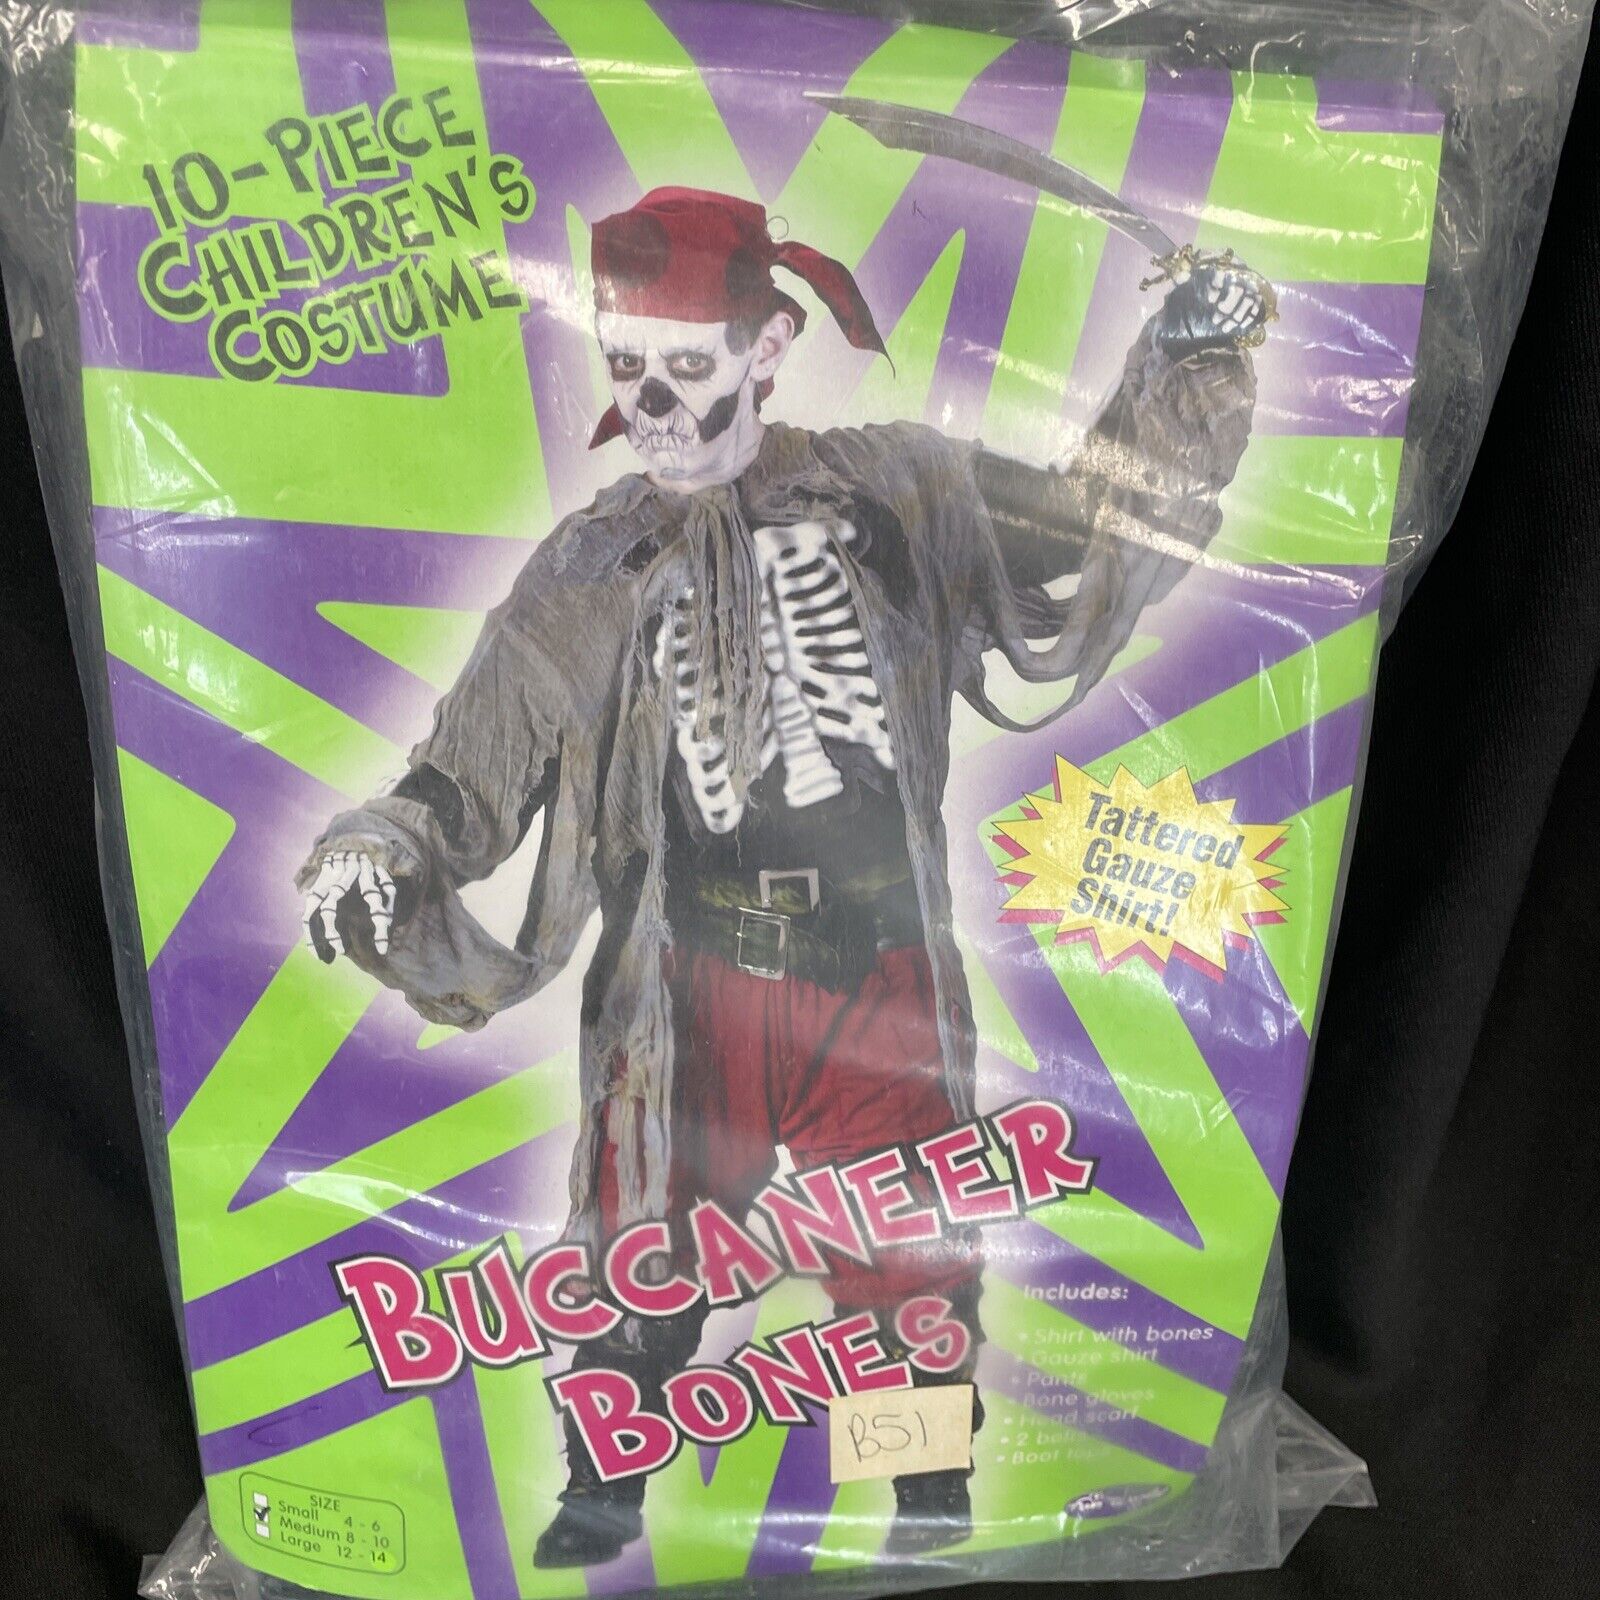 10-PIECE
CHILDREN'S
COSTUME
Tattered
Gauze
Shirt!
BUCCANEER
BONES
Includes:
• Shirt with bones
• Gauze shirt
• Pants
• Bone gloves
• Head scarf
• 2 belts
• Boot
B51
SIZE
Small 4 - 6
Medium 8 - 10
Large 12 - 14